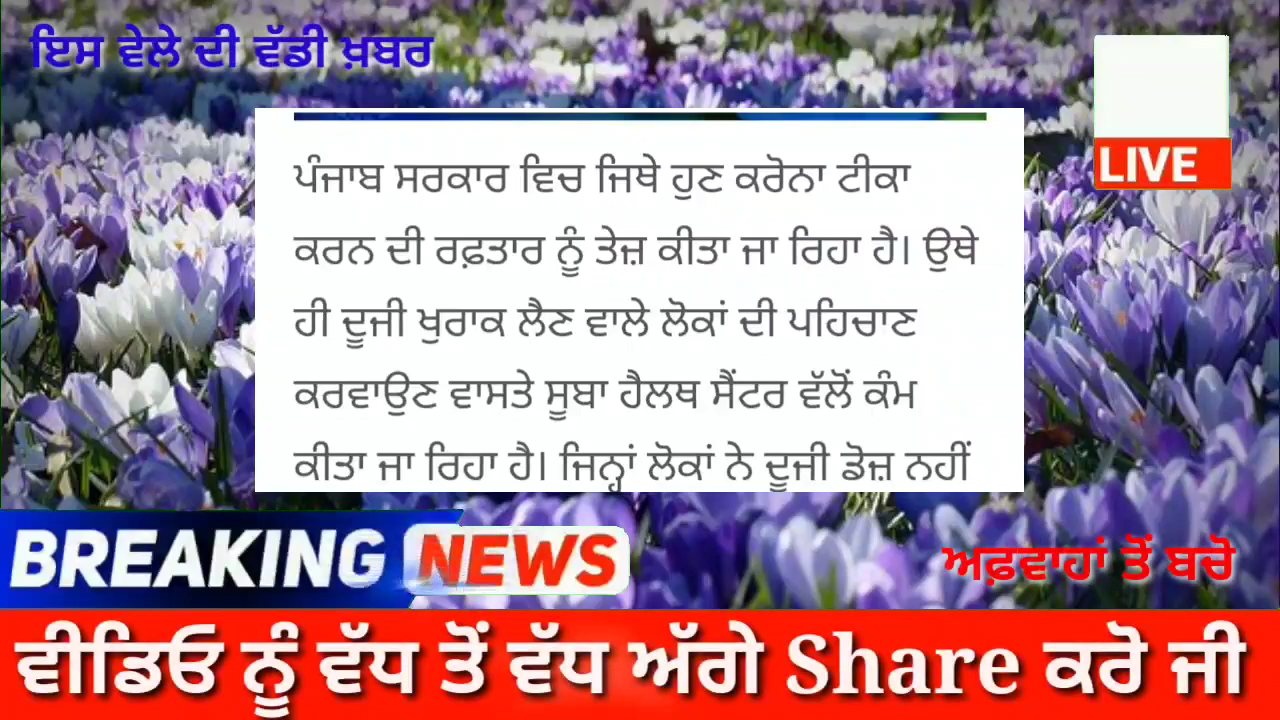 ਇਸ ਵੇਲੇ ਦੀ ਵੱਡੀ ਖ਼ਬਰ
LIVE
ਪੰਜਾਬ ਸਰਕਾਰ ਵਿਚ ਜਿਥੇ ਹੁਣ ਕਰੋਨਾ ਟੀਕਾ
ਕਰਨ ਦੀ ਰਫ਼ਤਾਰ ਨੂੰ ਤੇਜ਼ ਕੀਤਾ ਜਾ ਰਿਹਾ ਹੈ। ਉਥੇ
ਹੀ ਦੂਜੀ ਖੁਰਾਕ ਲੈਣ ਵਾਲੇ ਲੋਕਾਂ ਦੀ ਪਹਿਚਾਣ
ਕਰਵਾਉਣ ਵਾਸਤੇ ਸੂਬਾ ਹੈਲਥ ਸੈਂਟਰ ਵੱਲੋਂ ਕੰਮ
ਕੀਤਾ ਜਾ ਰਿਹਾ ਹੈ। ਜਿਨ੍ਹਾਂ ਲੋਕਾਂ ਨੇ ਦੂਜੀ ਡੋਜ਼ ਨਹੀਂ
BREAKING NEWS
ਅਫ਼ਵਾਹਾਂ ਤੋਂ ਬਚੋ
ਵੀਡਿਓ ਨੂੰ ਵੱਧ ਤੋਂ ਵੱਧ ਅੱਗੇ Share ਕਰੋ ਜੀ